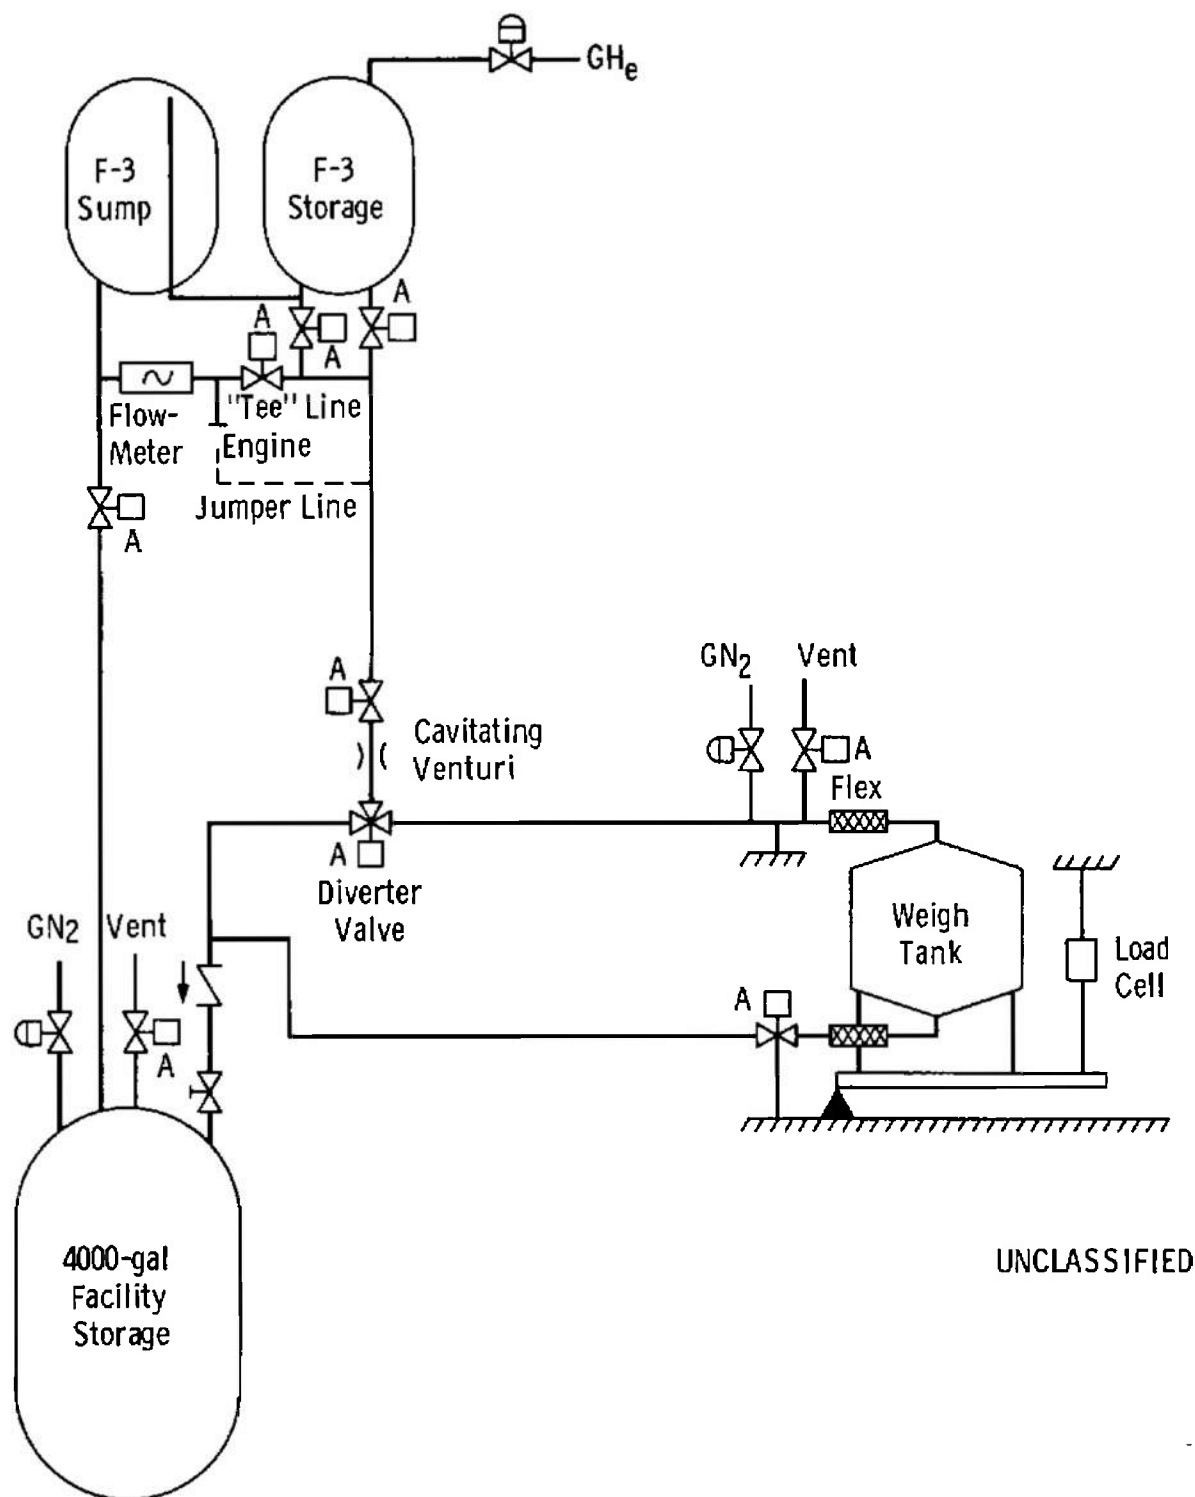 GHe
F-3
Sump
F-3
Storage
A
A
A
Flow-
Meter
"Tee" Line
Engine
Jumper Line
A
A
Cavitating
Venturi
GN2
Vent
A
Flex
A
Diverter
Valve
Weigh
Tank
Load
Cell
GN2
Vent
A
A
4000-gal
Facility
Storage
UNCLASSIFIED